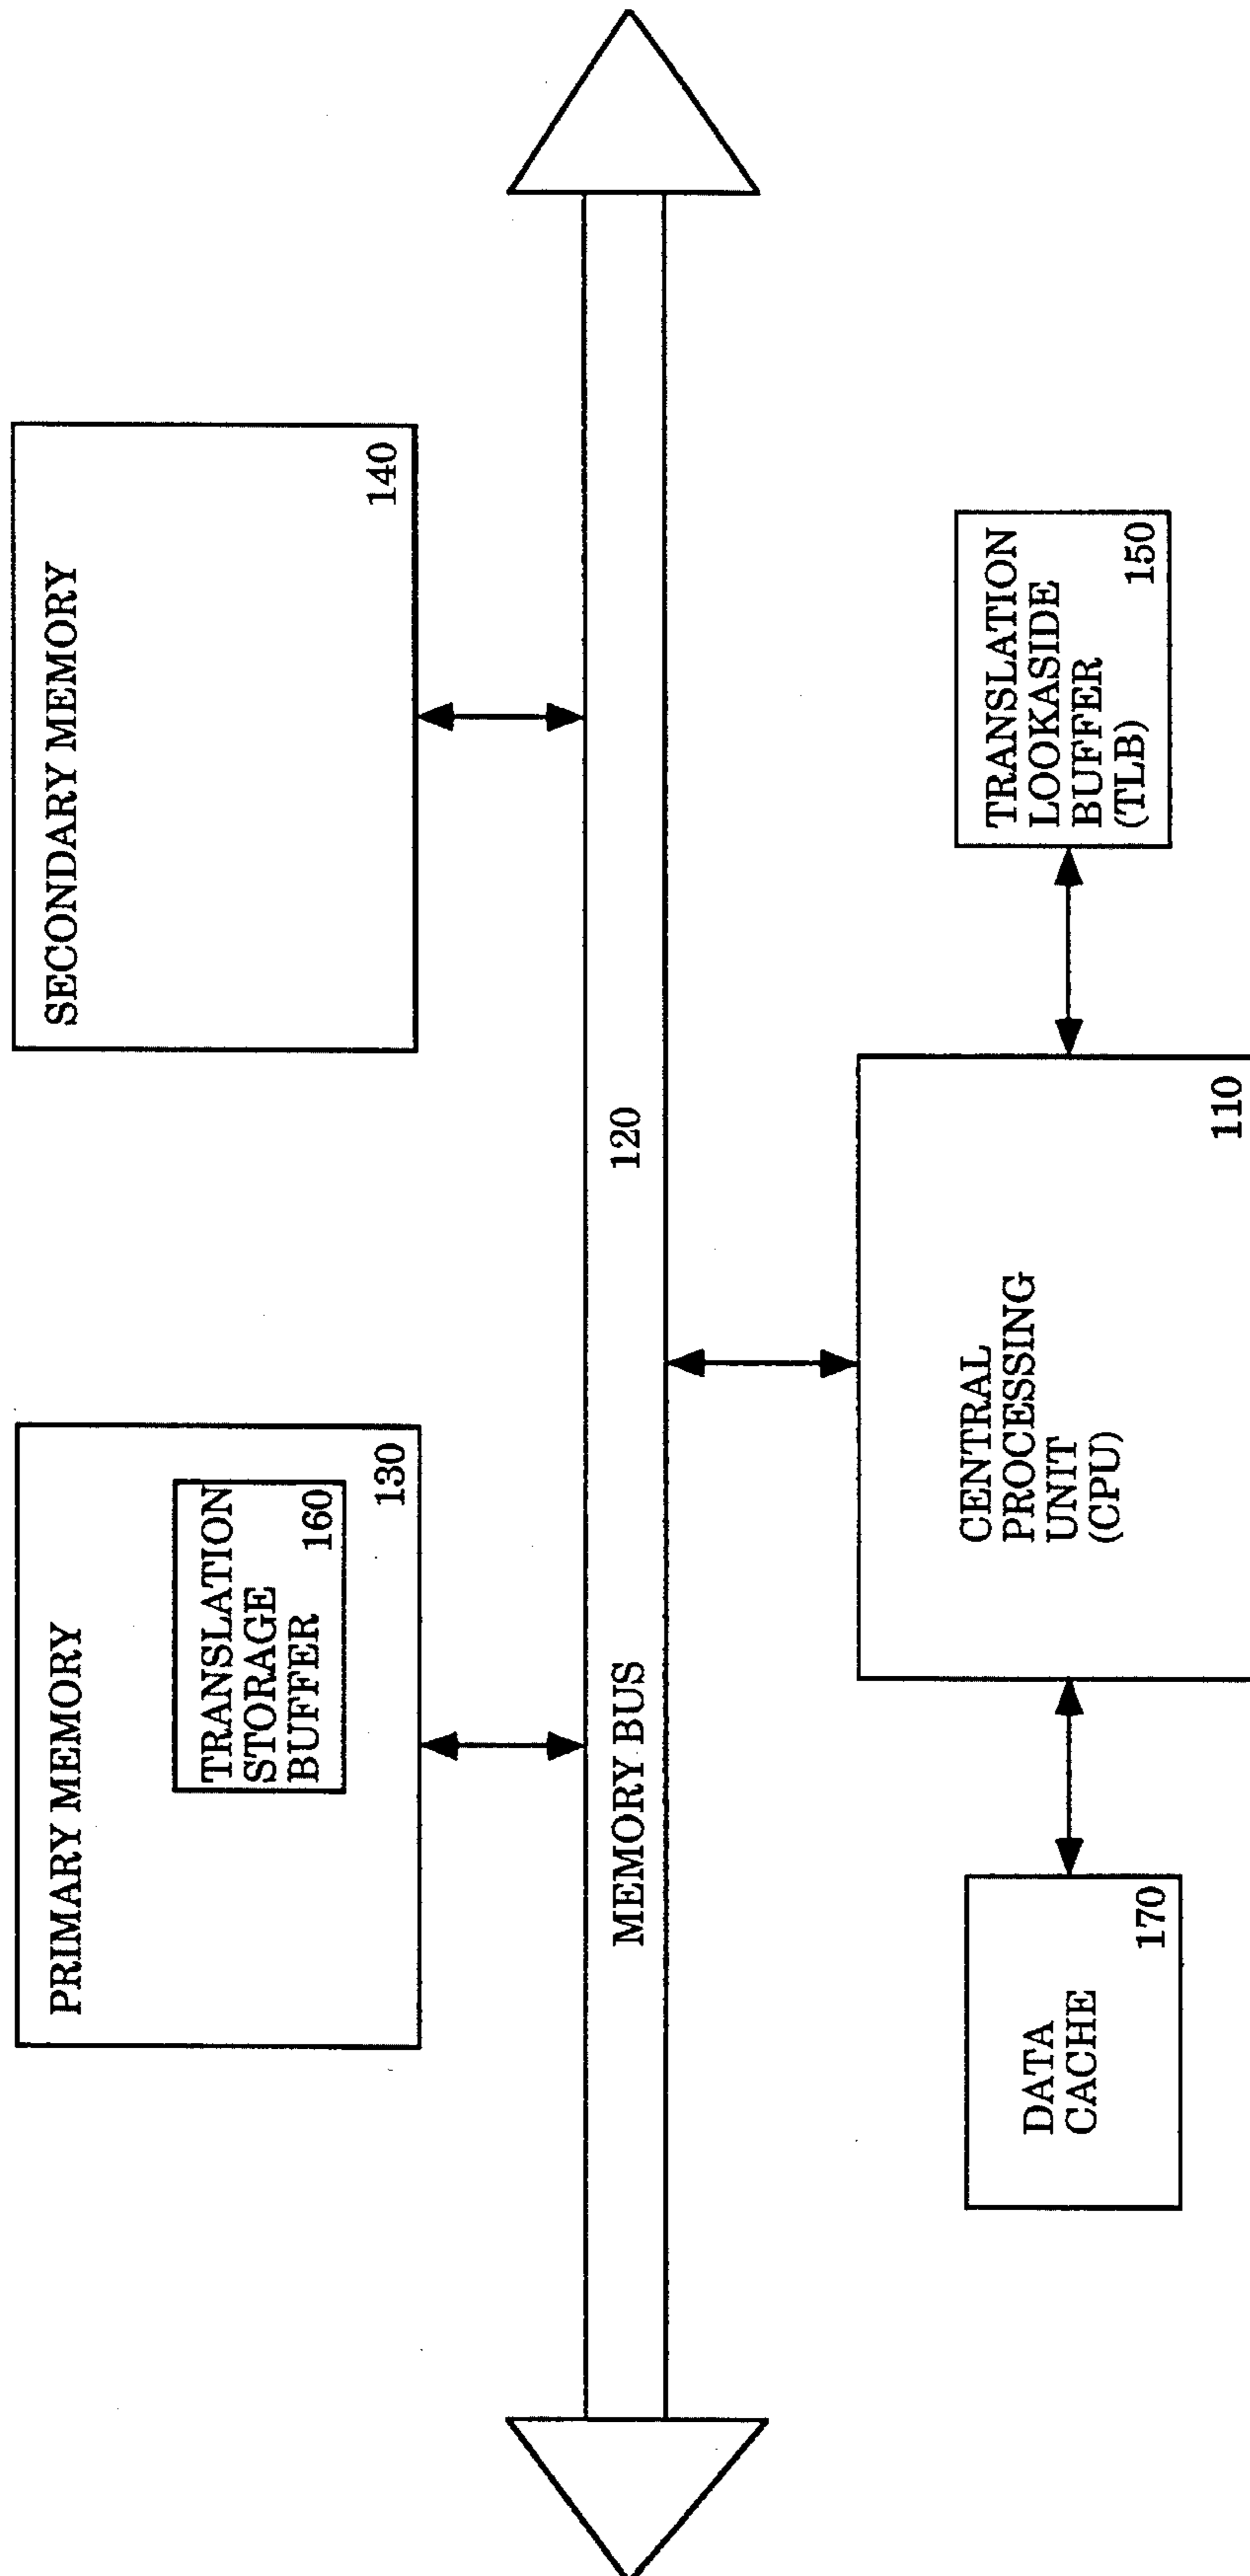 PRIMARY MEMORY
TRANSLATION
STORAGE
BUFFER
160
130
SECONDARY MEMORY
140
MEMORY BUS
120
DATA
CACHE
170
CENTRAL
PROCESSING
UNIT
(CPU)
110
TRANSLATION
LOOKASIDE
BUFFER
(TLB)
150